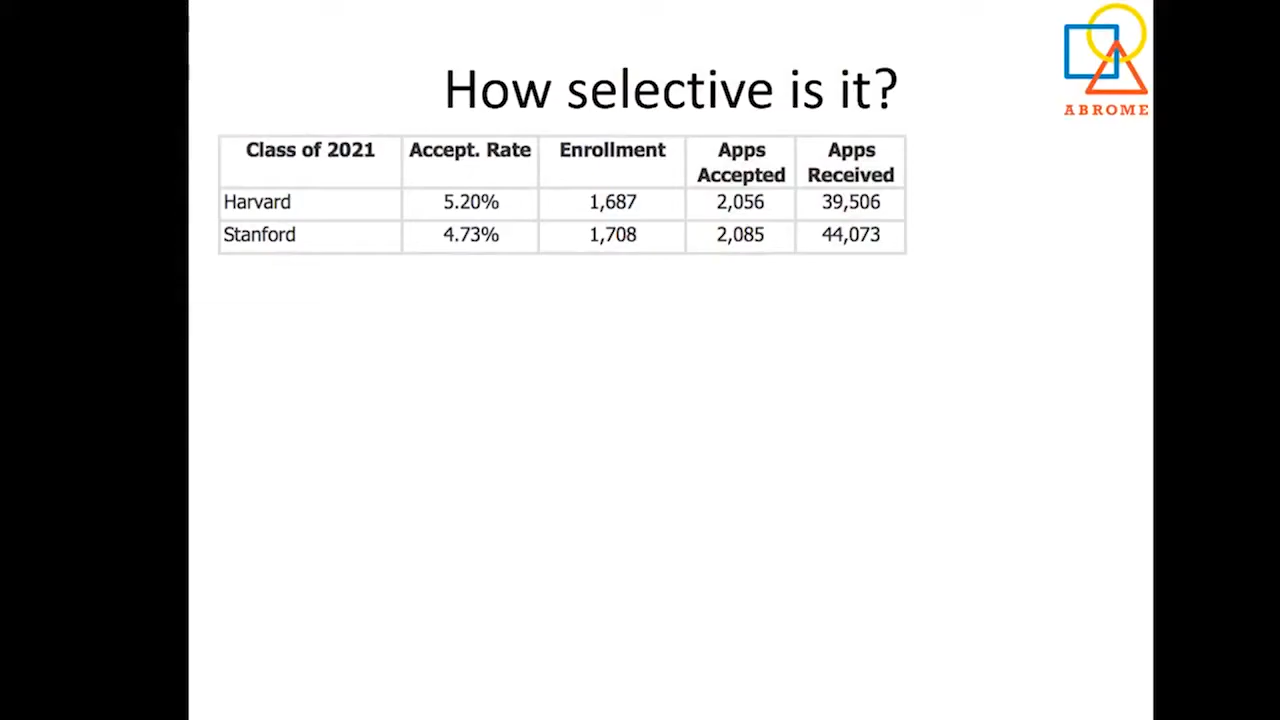 ABROME
How selective is it?
Class of 2021 Accept. Rate Enrollment Apps Accepted Apps Received
Harvard 5.20% 1,687 2,056 39,506
Stanford 4.73% 1,708 2,085 44,073